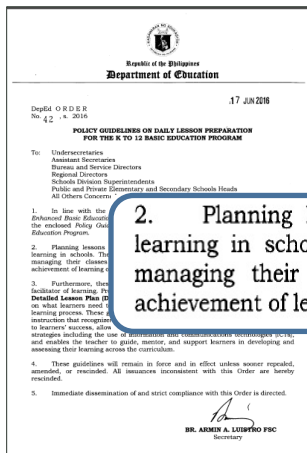 Republic of the Philippines
Department of Education
17 JUN 2016
DepEd ORDER
No. 42 , s. 2016
POLICY GUIDELINES ON DAILY LESSON PREPARATION
FOR THE K TO 12 BASIC EDUCATION PROGRAM
To: Undersecretaries
Assistant Secretaries
Bureau and Service Directors
Regional Directors
Schools Division Superintendents
Public and Private Elementary and Secondary Schools Heads
All Others Concerne
1. In line with the
Enhanced Basic Educatio
the enclosed Policy Guid
Education Program.
2. Planning lessons
learning in schools. The
managing their classes
achievement of learning o
2. Planning
learning in scho
managing their
achievement of le
3. Furthermore, thes
facilitator of learning. Pr
Detailed Lesson Plan (D
on what learners need t
learning process. These g
instruction that recognize
to learners' success, allow
strategies including the use of information and communications technologies (ICTs),
and enables the teacher to guide, mentor, and support learners in developing and
assessing their learning across the curriculum.
4. These guidelines will remain in force and in effect unless sooner repealed,
amended, or rescinded. All issuances inconsistent with this Order are hereby
rescinded.
5. Immediate dissemination of and strict compliance with this Order is directed.
BR. ARMIN A. LUISTRO FSC
Secretary